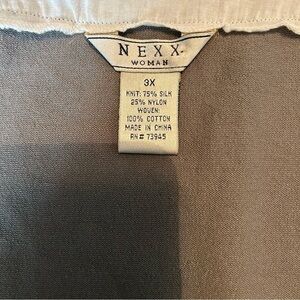 NEXX
WOMAN
3X
KNIT: 75% SILK
25% NYLON
WOVEN:
100% COTTON
MADE IN CHINA
RN# 73945